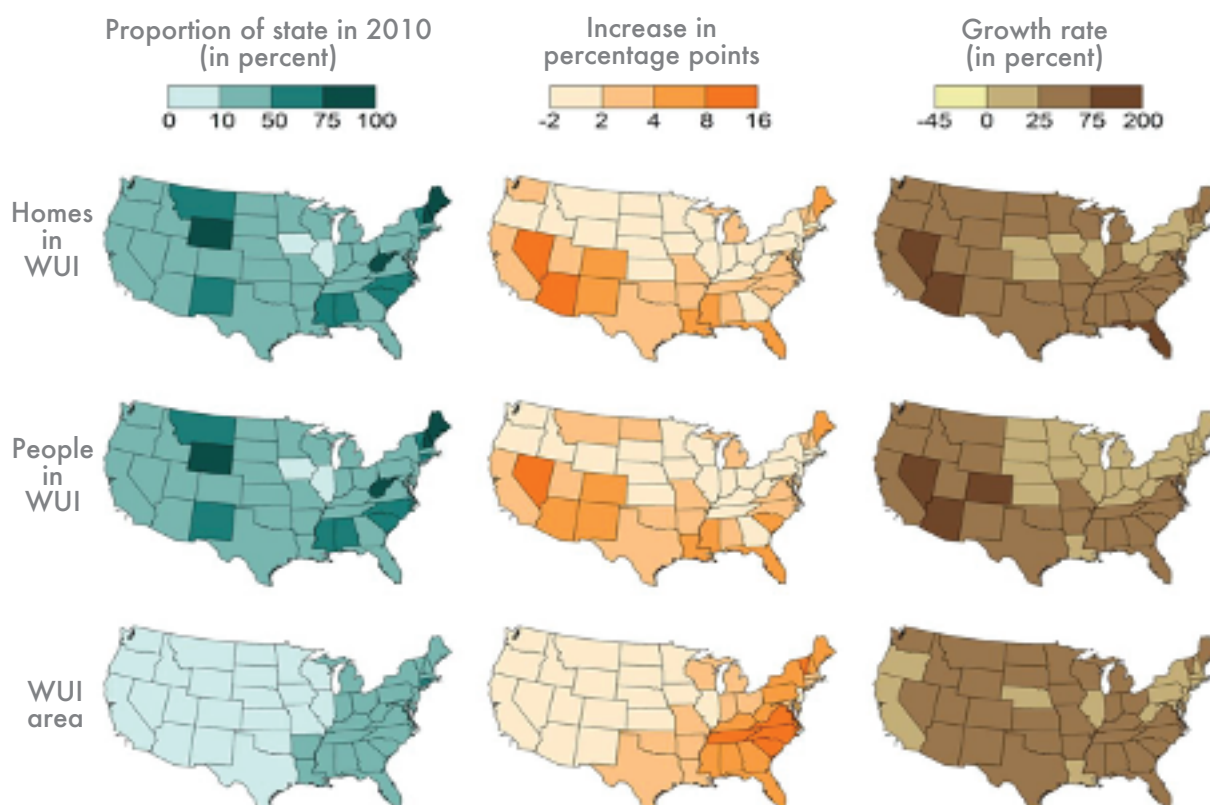 Proportion of state in 2010
(in percent)
0 10 50 75 100
Increase in
percentage points
-2 2 4 8 16
Growth rate
(in percent)
-45 0 25 75 200
Homes
in
WUI
People
in
WUI
WUI
area